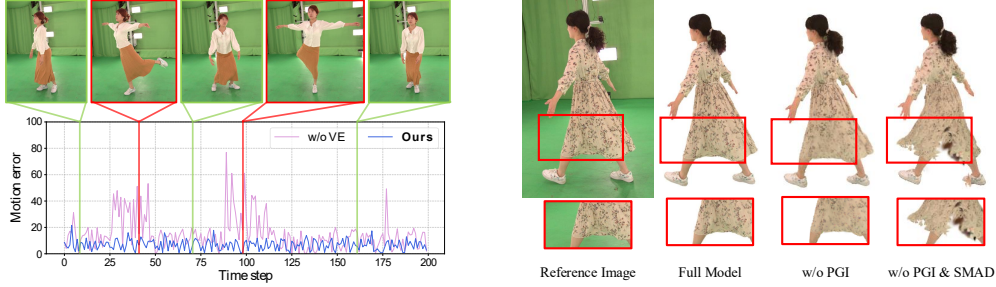 100
80
60
40
20
0
Motion error
w/o VE
Ours
0 25 50 75 100 125 150 175 200
Time step
Reference Image
Full Model
w/o PGI
w/o PGI & SMAD